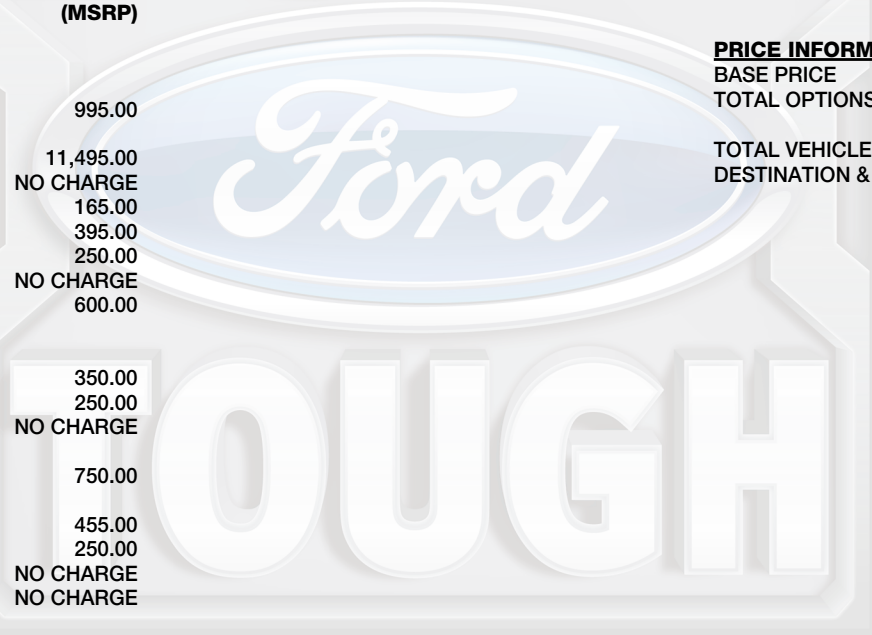 (MSRP)
995.00
11,495.00
NO CHARGE
165.00
395.00
250.00
NO CHARGE
600.00
350.00
250.00
NO CHARGE
750.00
455.00
250.00
NO CHARGE
NO CHARGE
PRICE INFORM
BASE PRICE
TOTAL OPTIONS
TOTAL VEHICLE
DESTINATION &
Ford
TOUGH